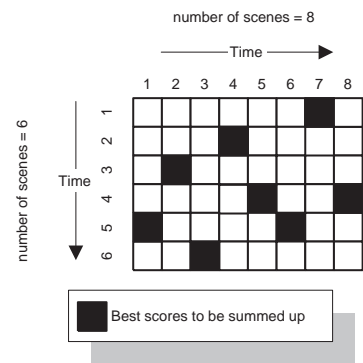 number of scenes = 8
Time
1 2 3 4 5 6 7 8
number of scenes = 6
Time
1
2
3
4
5
6
Best scores to be summed up